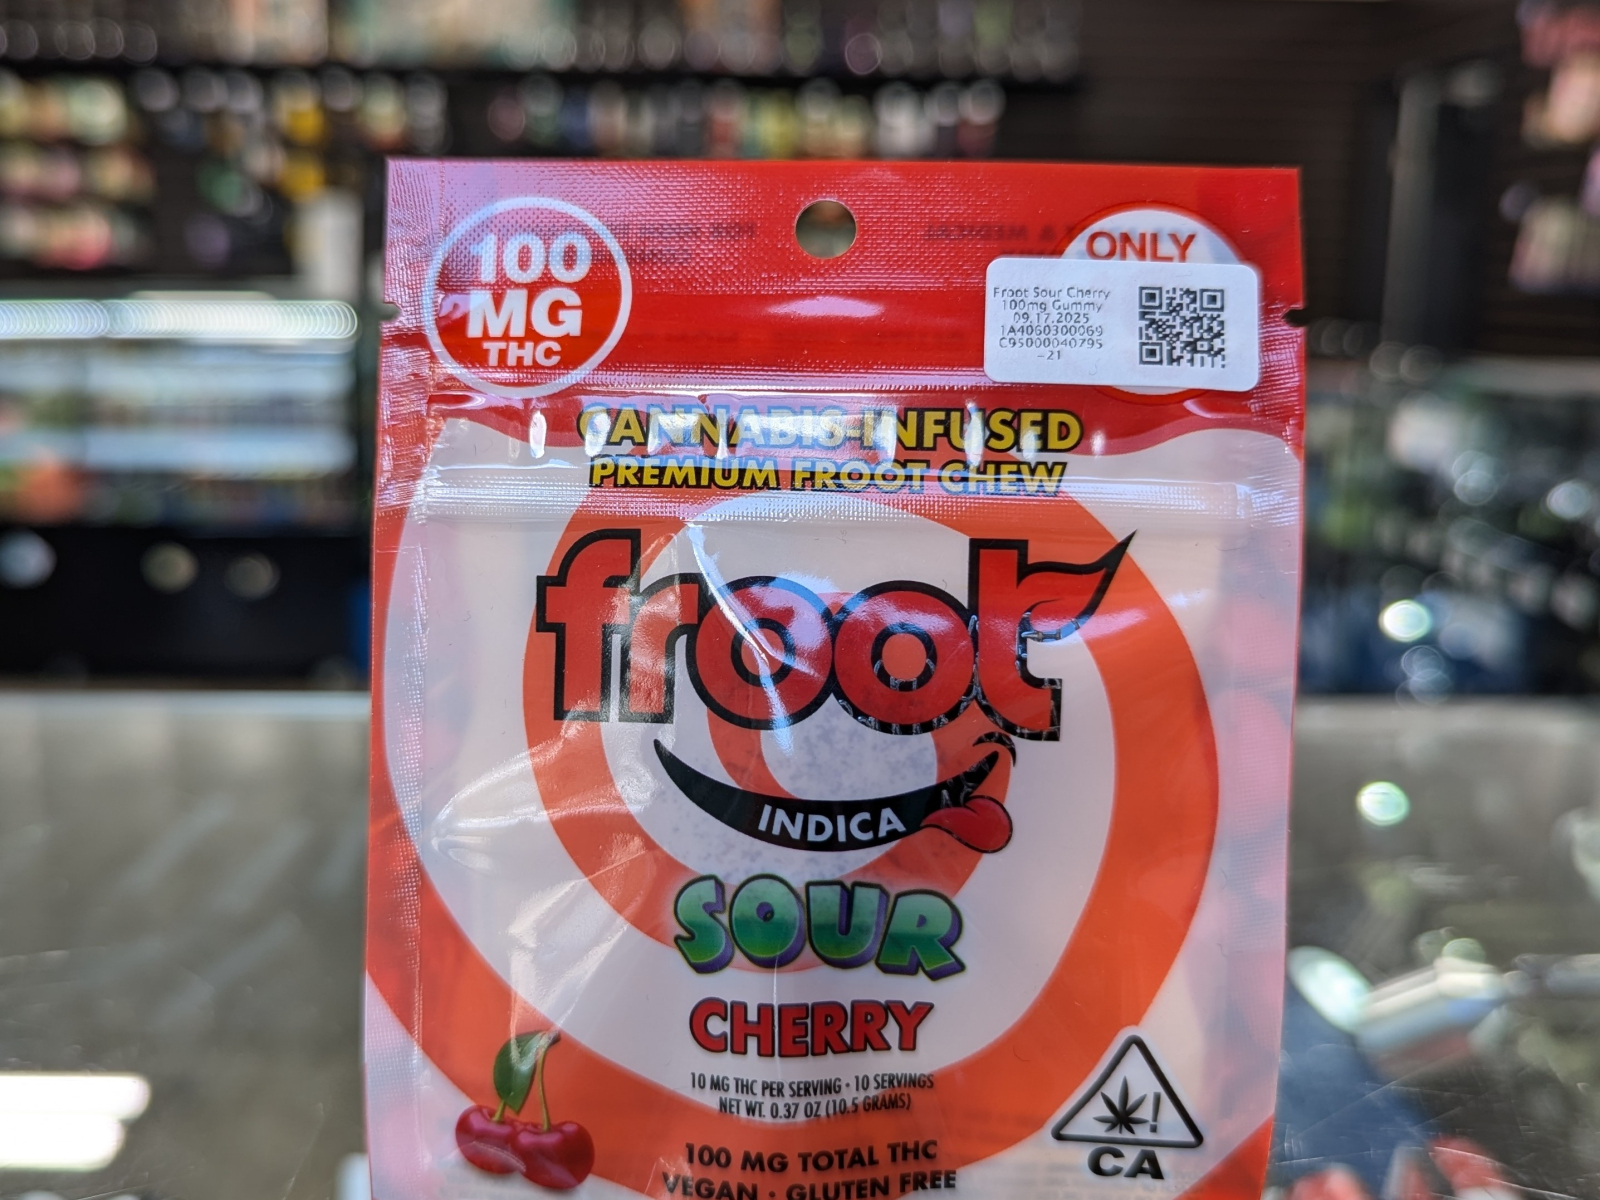 100
MG
THC
ONLY
Froot Sour Cherry
100mg Gummy
09.17.2025
1A4060300069
C95000040795
-21
CANNABIS-INFUSED
PREMIUM FROOT CHEW
froot
INDICA
SOUR
CHERRY
10 MG THC PER SERVING · 10 SERVINGS
NET WT. 0.37 OZ (10.5 GRAMS)
100 MG TOTAL THC
VEGAN · GLUTEN FREE
!
CA